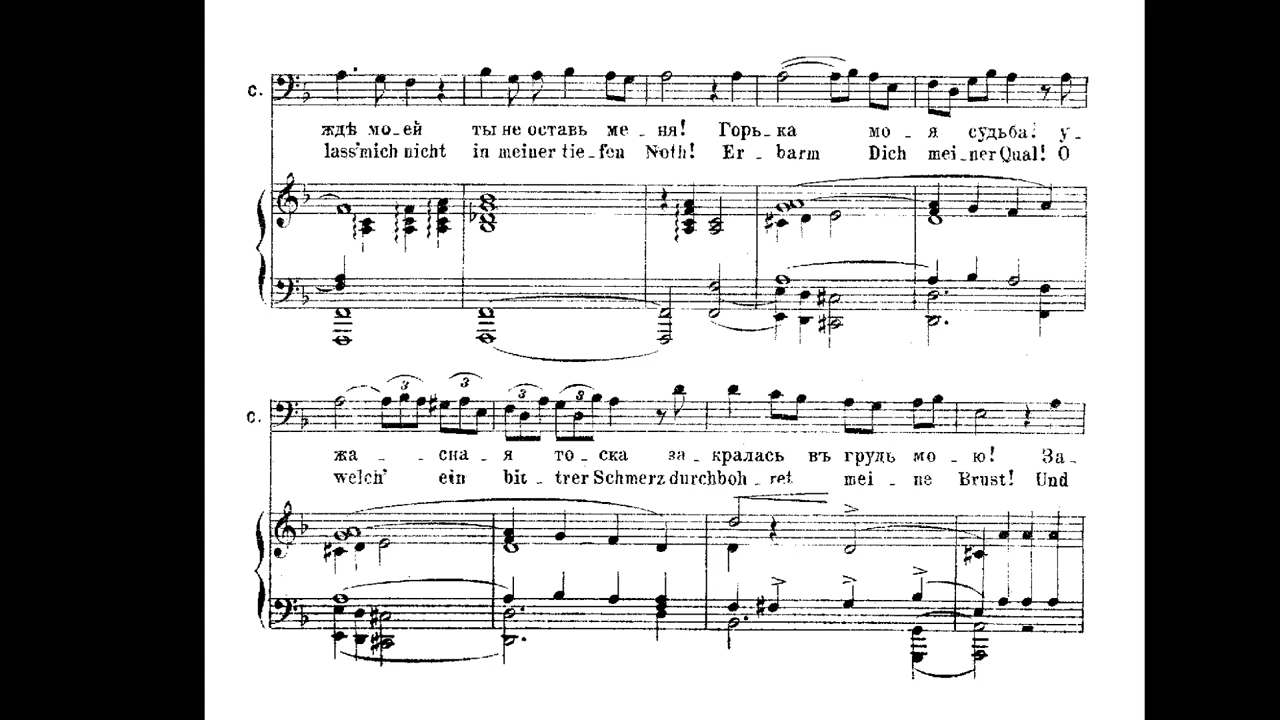 C.
ждѣ мо-ей ты не оставь ме-ня! Горь-ка мо-я судьба! у-
lass'mich nicht in meiner tie-fen Noth! Er-barm Dich mei-ner Qual! O
C.
3 3 3 3
жа-сна-я то-ска за-кралась въ грудь мо-ю! За-
welch' ein bit-trer Schmerz durchboh-ret mei-ne Brust! Und